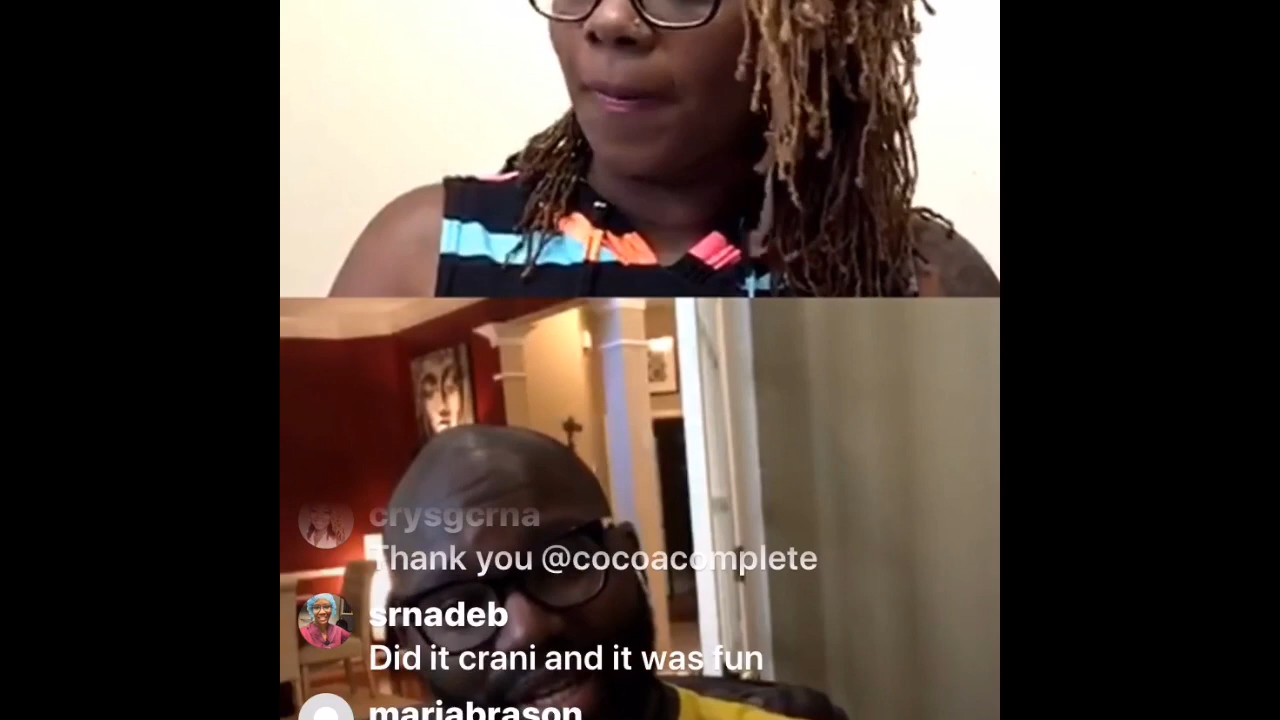 crysgcrna
Thank you @cocoacomplete
srnadeb
Did it crani and it was fun
mariabrason